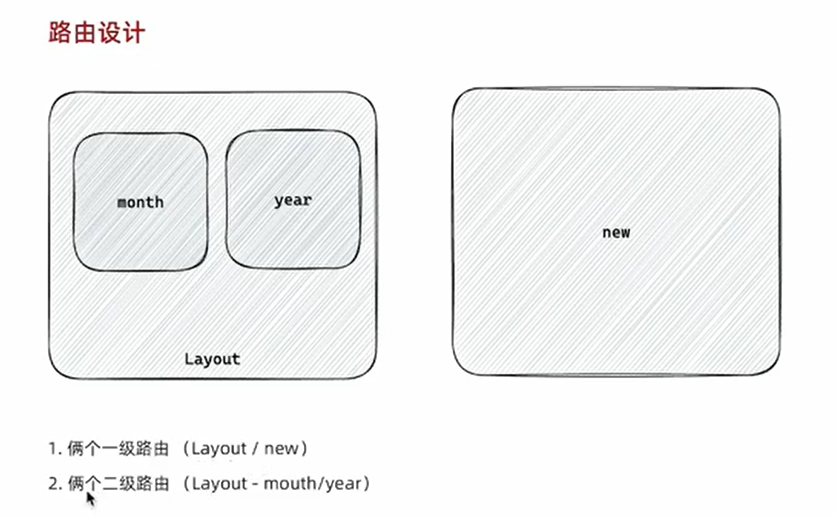 路由设计
month
year
new
Layout
1. 俩个一级路由 （Layout / new）
2. 俩个二级路由 （Layout - mouth/year）